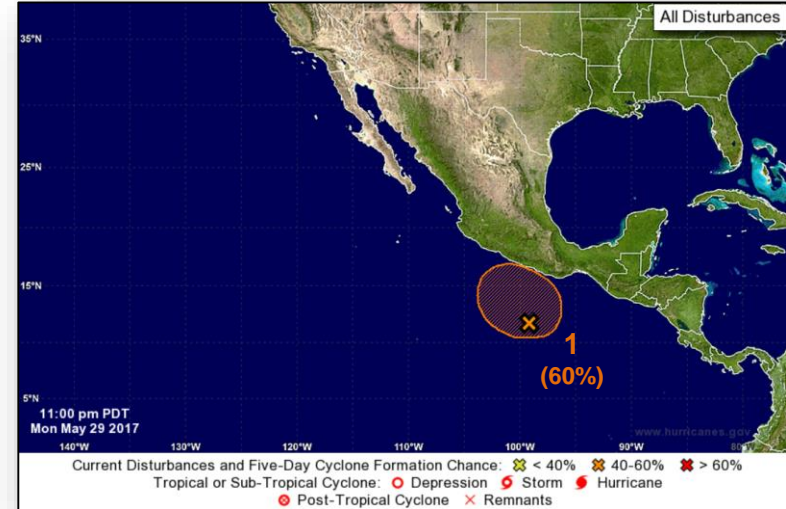 All Disturbances
35°N
25°N
15°N
1
(60%)
5°N
11:00 pm PDT
Mon May 29 2017
www.hurricanes.gov
140°W 130°W 120°W 110°W 100°W 90°W 80°W
Current Disturbances and Five-Day Cyclone Formation Chance: < 40% 40-60% > 60%
Tropical or Sub-Tropical Cyclone: Depression Storm Hurricane
Post-Tropical Cyclone Remnants